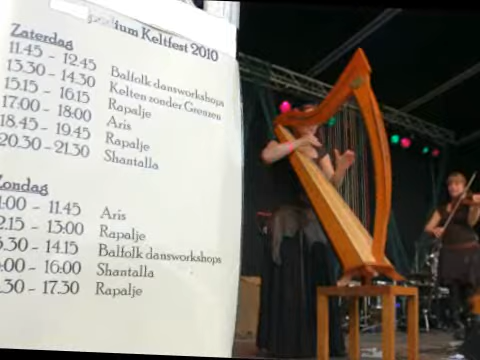 podium Keltfest 2010
Zaterdag
11.45 - 12.45 Balfolk dansworkshops
13.30 - 14.30 Kelten zonder Grenzen
15.15 - 16.15 Rapalje
17:00 - 18:00 Aris
18.45 - 19.45 Rapalje
20.30 - 21.30 Shantalla
Zondag
:00 - 11.45 Aris
2.15 - 13:00 Rapalje
3.30 - 14.15 Balfolk dansworkshops
:00 - 16:00 Shantalla
.30 - 17.30 Rapalje